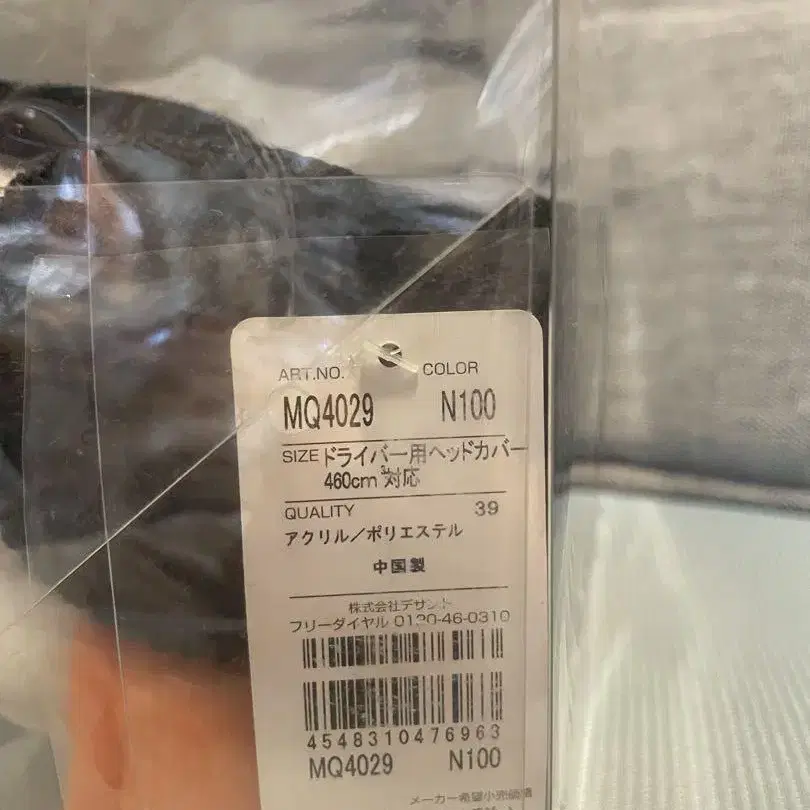 ART.NO. COLOR
MQ4029 N100
SIZE ドライバー用ヘッドカバー
460cm³対応
QUALITY 39
アクリル/ポリエステル
中国製
株式会社デサント
フリーダイヤル 0120-46-0310
4548310476963
MQ4029 N100
メーカー希望小売価格